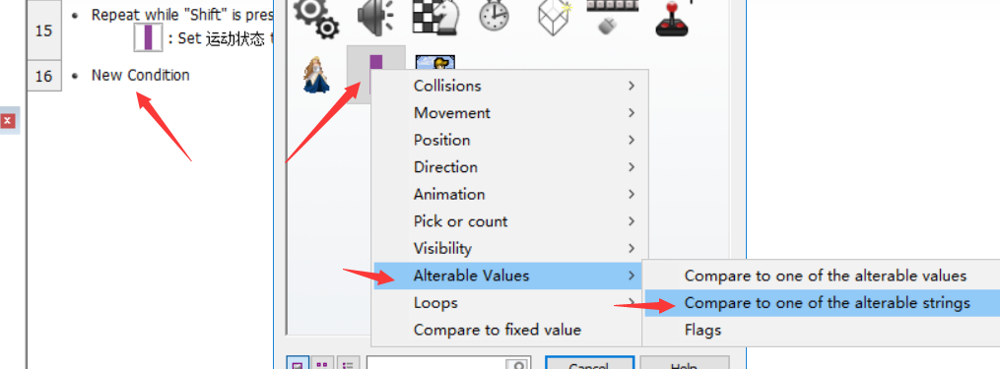 15
• Repeat while "Shift" is pres
: Set 运动状态
16
• New Condition
x
Collisions
Movement
Position
Direction
Animation
Pick or count
Visibility
Alterable Values
Loops
Compare to fixed value
Compare to one of the alterable values
Compare to one of the alterable strings
Flags
Cancel
Help